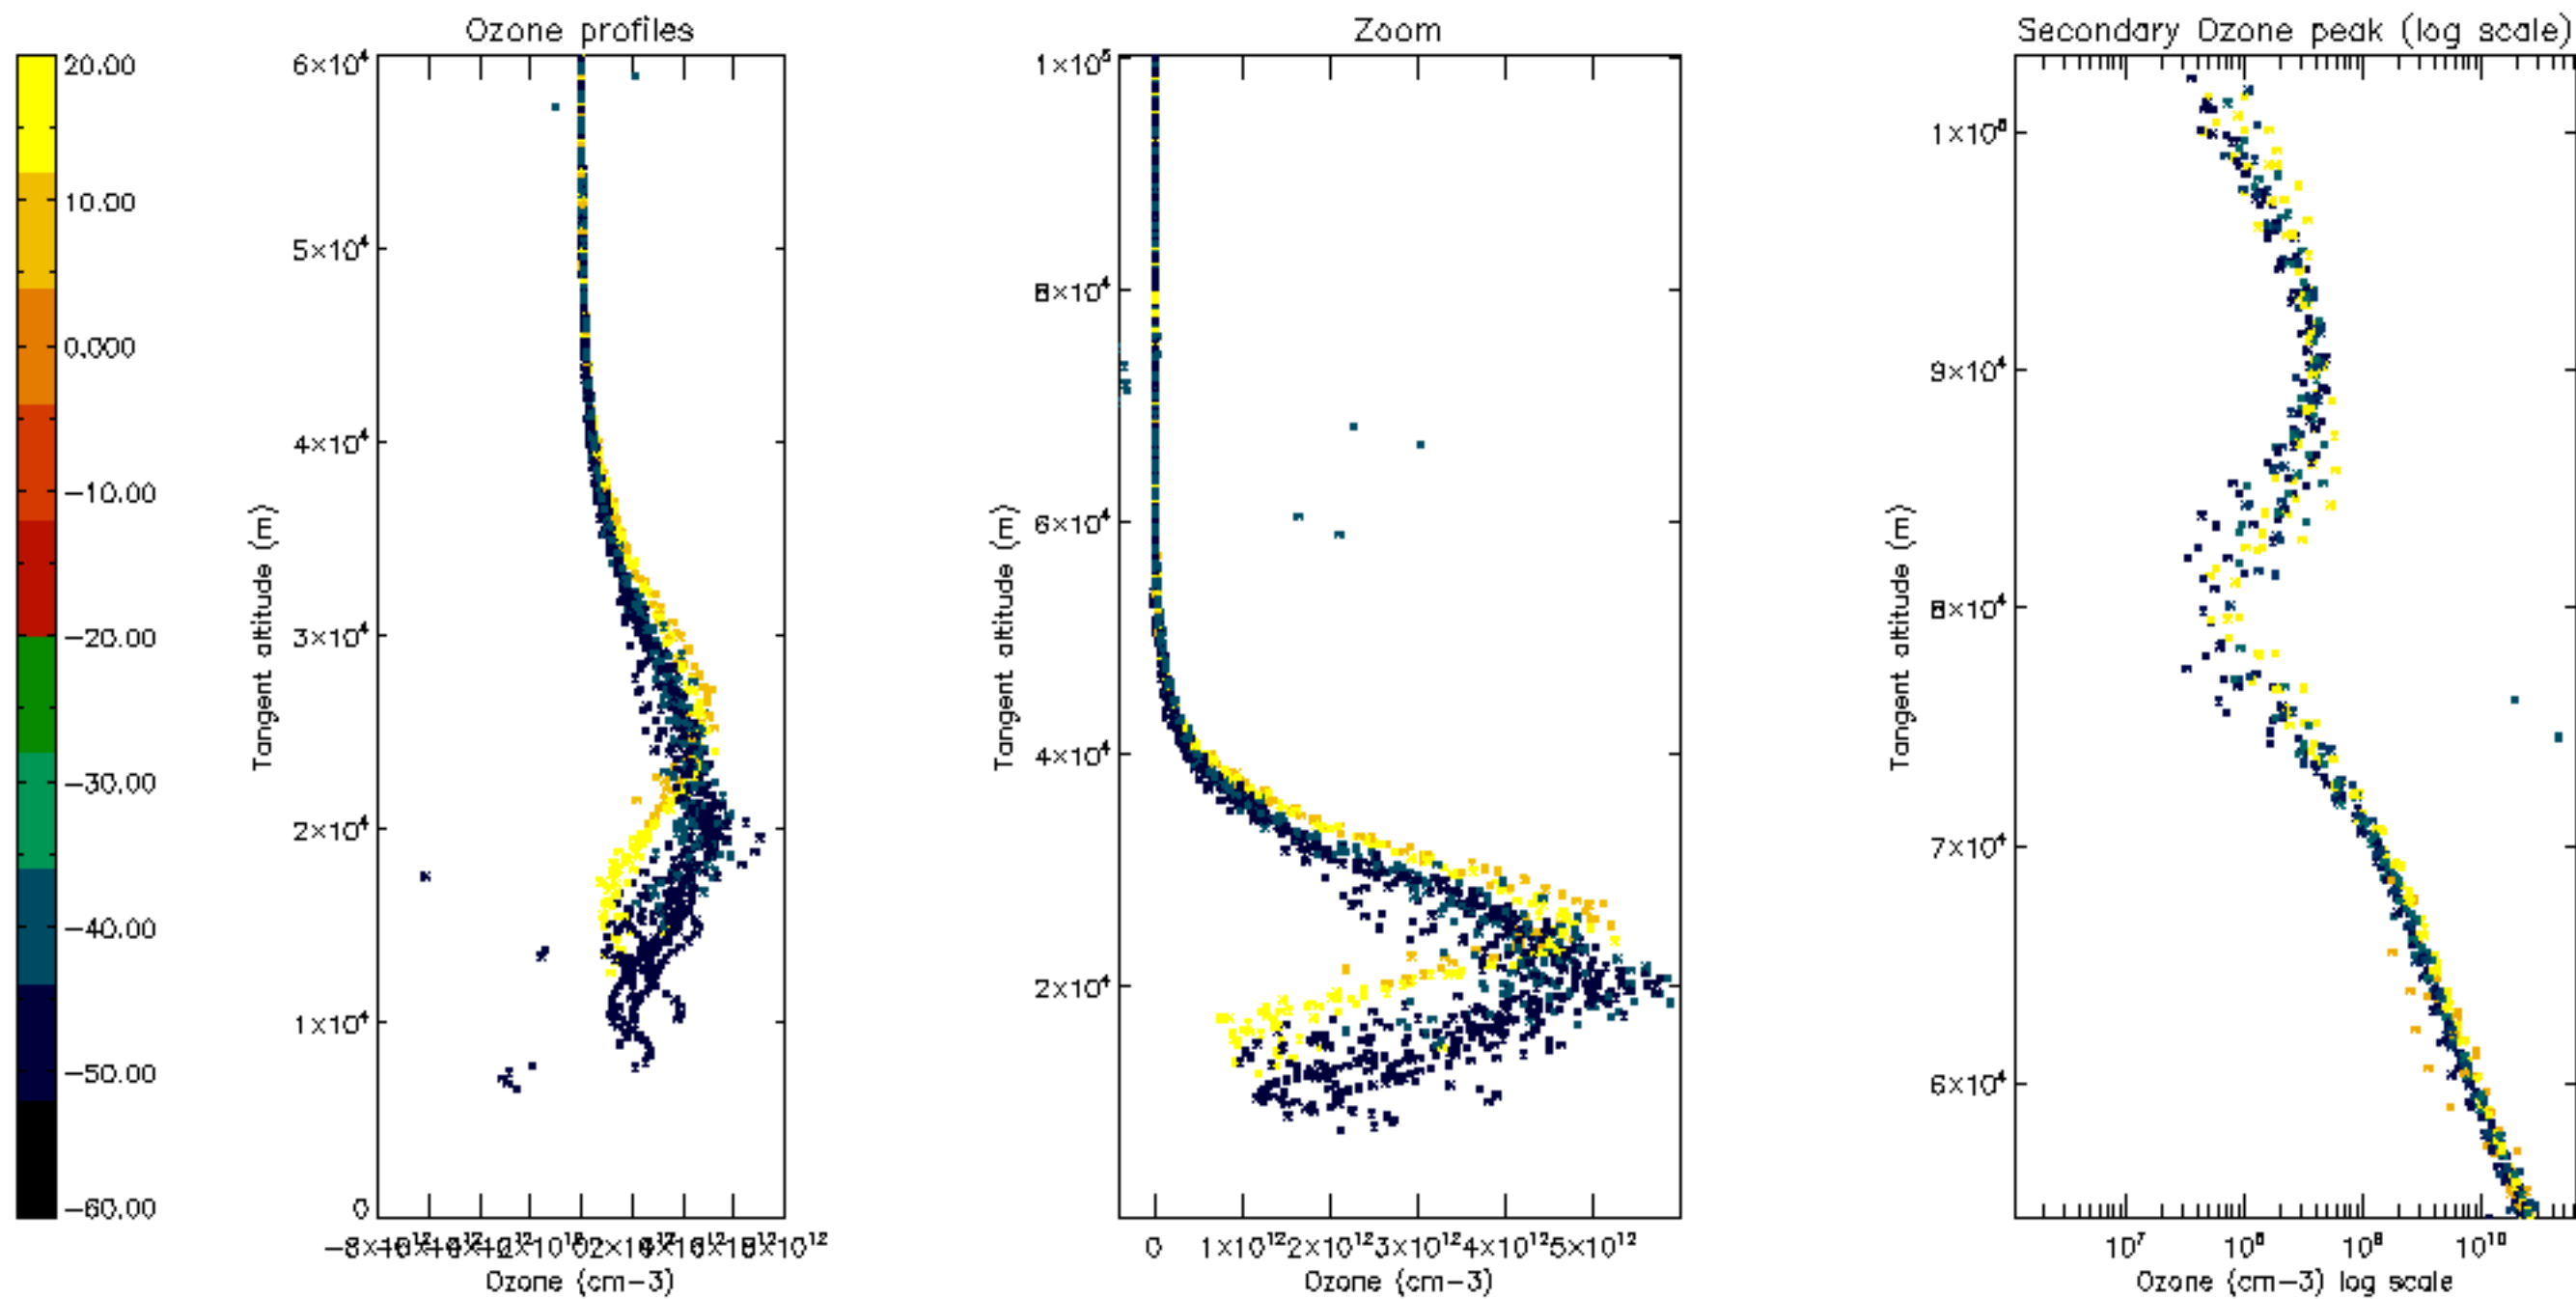 Ozone profiles
Zoom
Secondary Ozone peak (log scale)
20.00
10.00
0.000
−10.00
−20.00
−30.00
−40.00
−50.00
−60.00
6×10⁴
5×10⁴
4×10⁴
3×10⁴
2×10⁴
1×10⁴
0
Tangent altitude (m)
Ozone (cm−3)
1×10⁵
8×10⁴
6×10⁴
4×10⁴
2×10⁴
Tangent altitude (m)
0 1×10¹² 2×10¹² 3×10¹² 4×10¹² 5×10¹²
Ozone (cm−3)
9×10⁴
8×10⁴
7×10⁴
6×10⁴
Tangent altitude (m)
10⁷ 10⁸ 10⁹ 10¹⁰
Ozone (cm−3) log scale